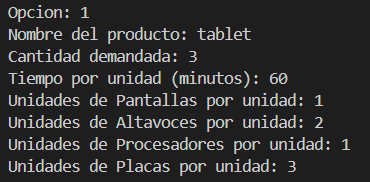 Opcion: 1
Nombre del producto: tablet
Cantidad demandada: 3
Tiempo por unidad (minutos): 60
Unidades de Pantallas por unidad: 1
Unidades de Altavoces por unidad: 2
Unidades de Procesadores por unidad: 1
Unidades de Placas por unidad: 3